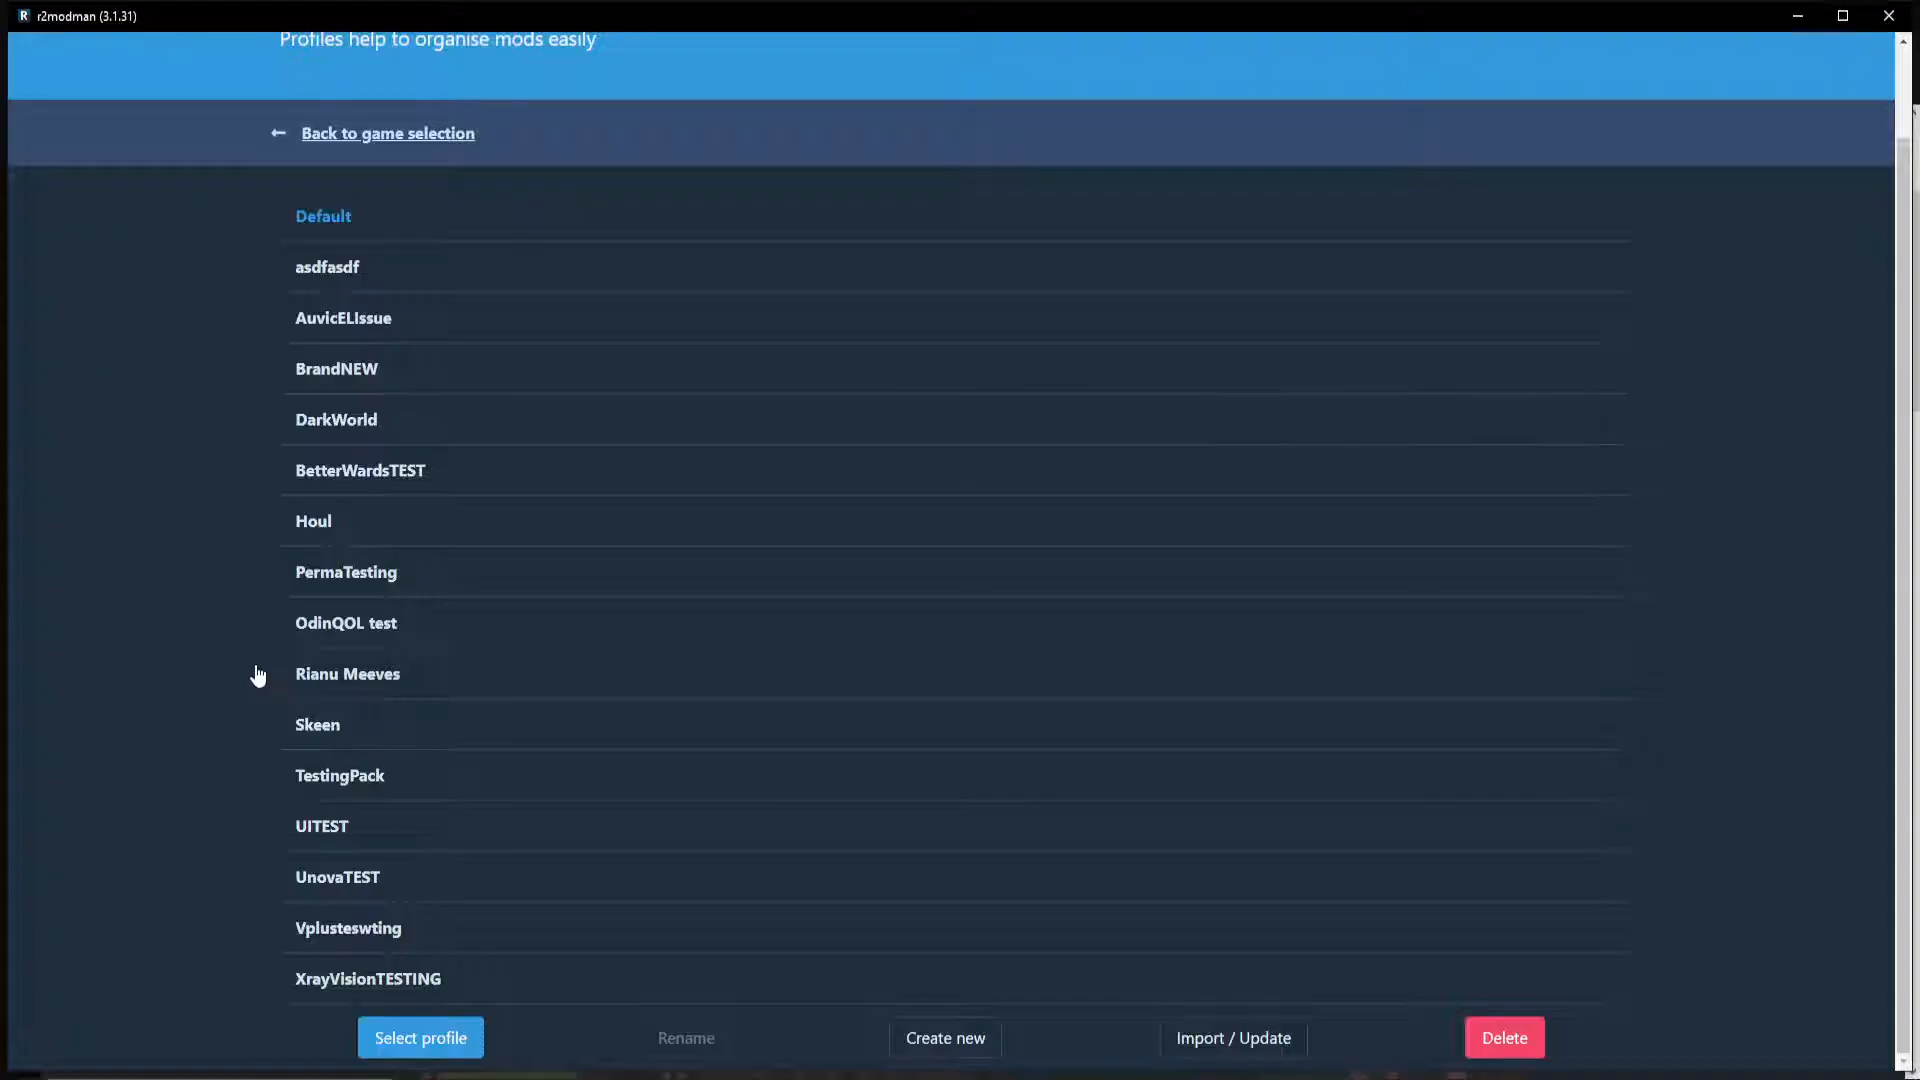 R r2modman (3.1.31)
Profiles help to organise mods easily
Back to game selection
Default
asdfasdf
AuvicELIssue
BrandNEW
DarkWorld
BetterWardsTEST
Houl
PermaTesting
OdinQOL test
Rianu Meeves
Skeen
TestingPack
UITEST
UnovaTEST
Vplusteswting
XrayVisionTESTING
Select profile Rename Create new Import / Update Delete